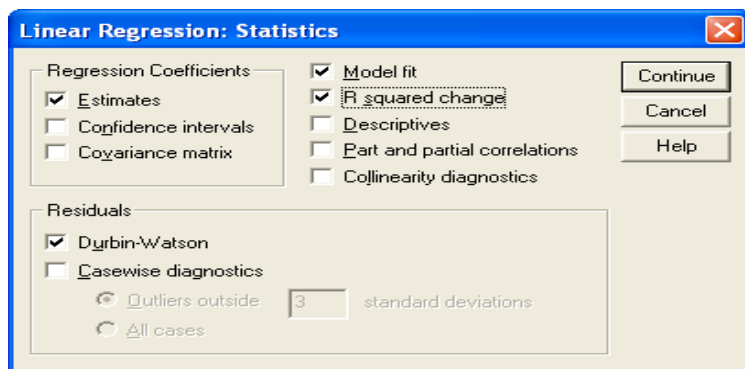 Linear Regression: Statistics
Regression Coefficients
Estimates
Confidence intervals
Covariance matrix
Model fit
R squared change
Descriptives
Part and partial correlations
Collinearity diagnostics
Continue
Cancel
Help
Residuals
Durbin-Watson
Casewise diagnostics
Outliers outside 3 standard deviations
All cases